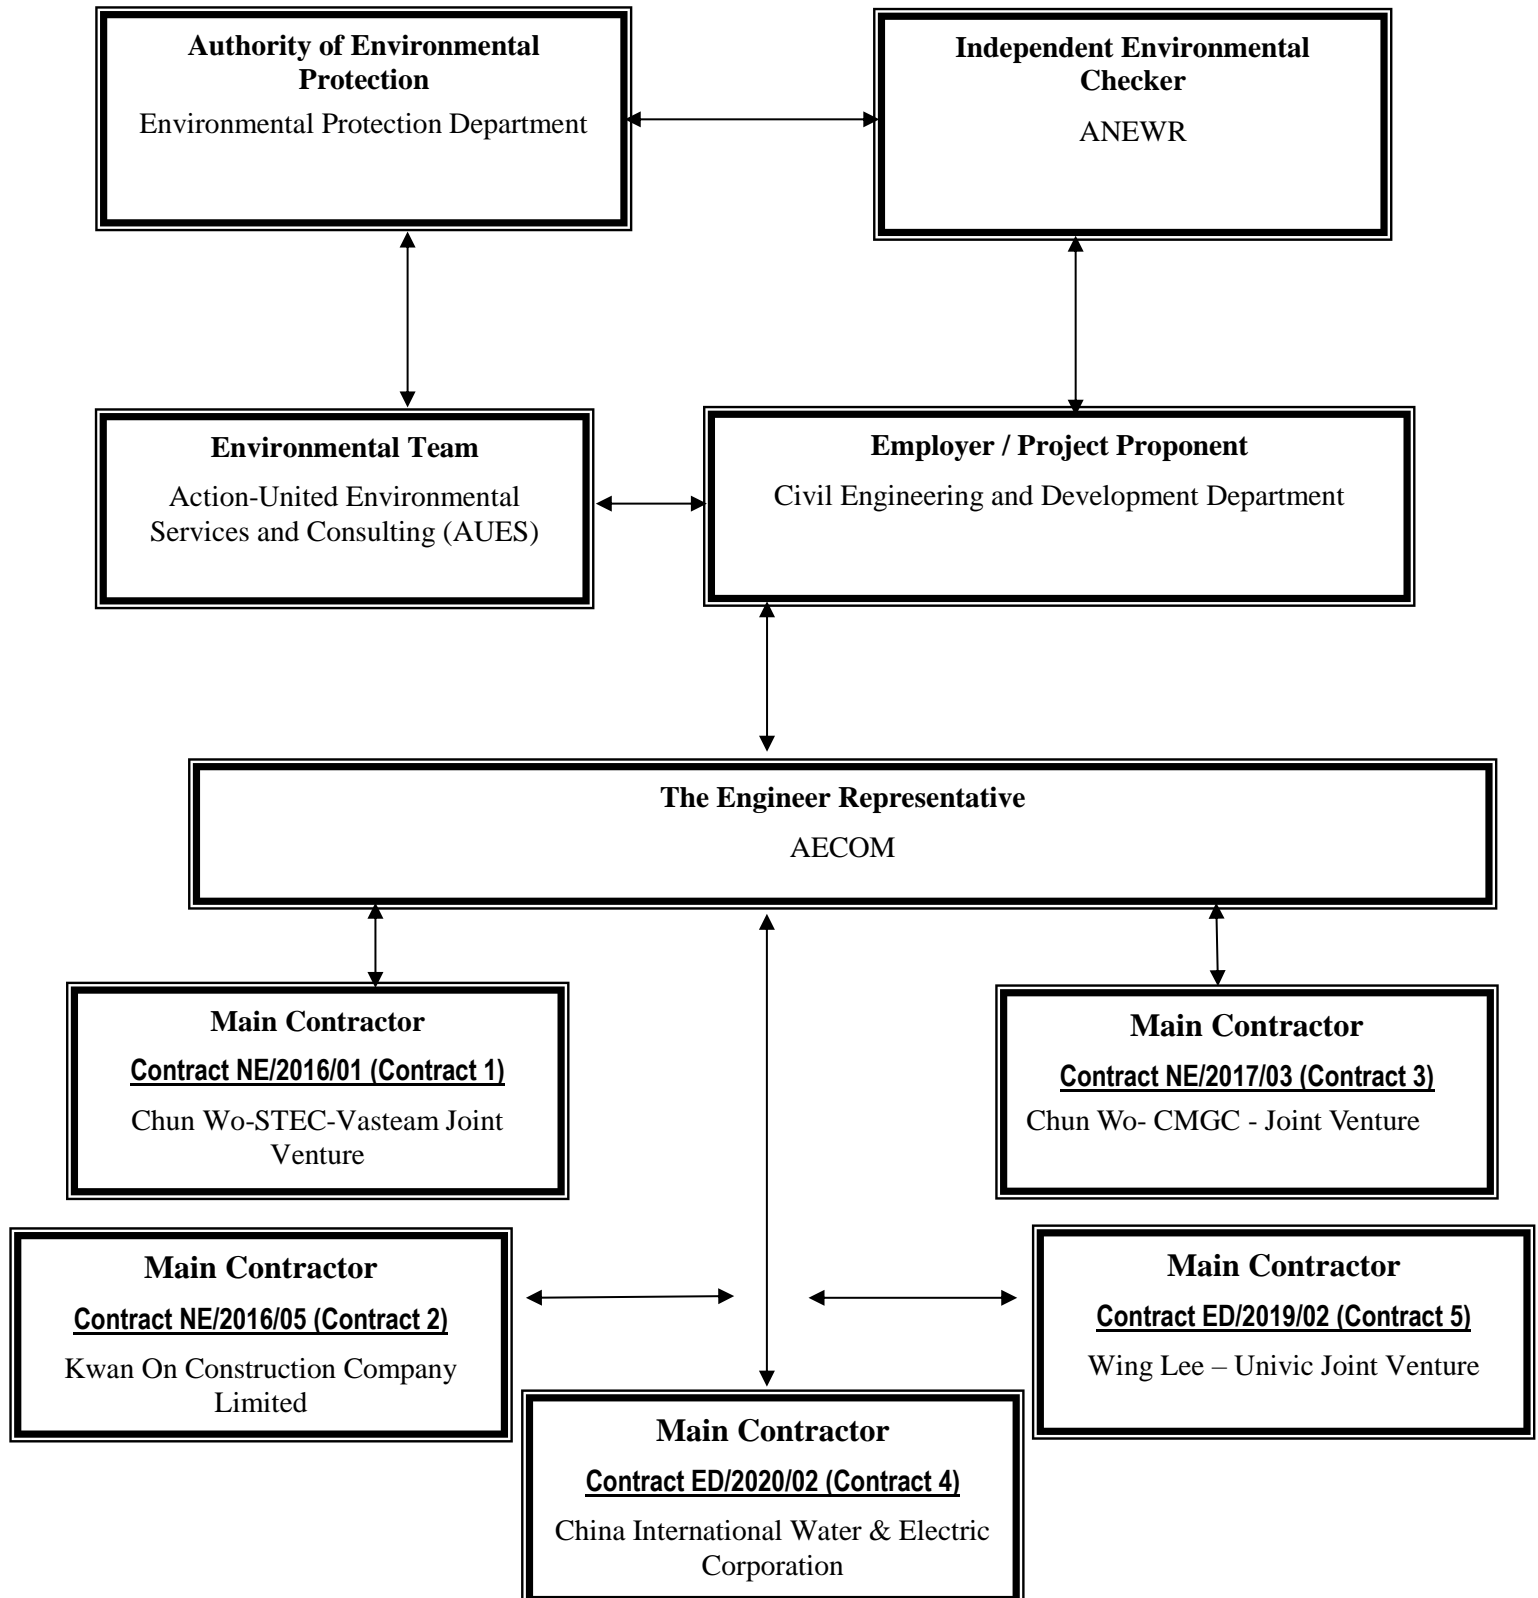 Authority of Environmental
Protection
Environmental Protection Department
Independent Environmental
Checker
ANEWR
Environmental Team
Action-United Environmental
Services and Consulting (AUES)
Employer / Project Proponent
Civil Engineering and Development Department
The Engineer Representative
AECOM
Main Contractor
Contract NE/2016/01 (Contract 1)
Chun Wo-STEC-Vasteam Joint
Venture
Main Contractor
Contract NE/2017/03 (Contract 3)
Chun Wo- CMGC - Joint Venture
Main Contractor
Contract NE/2016/05 (Contract 2)
Kwan On Construction Company
Limited
Main Contractor
Contract ED/2019/02 (Contract 5)
Wing Lee – Univic Joint Venture
Main Contractor
Contract ED/2020/02 (Contract 4)
China International Water & Electric
Corporation